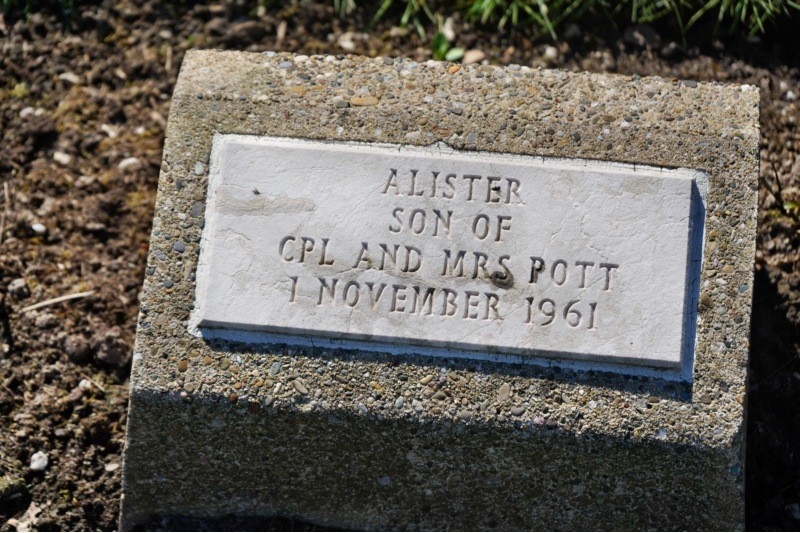 ALISTER
SON OF
CPL AND MRS POTT
1 NOVEMBER 1961